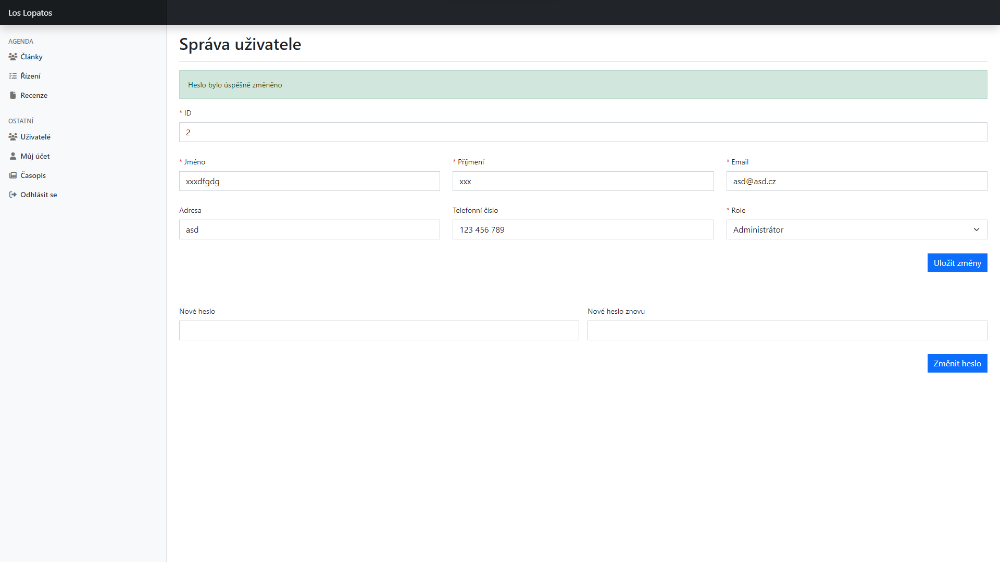 Los Lopatos
AGENDA
Články
Řízení
Recenze
OSTATNÍ
Uživatelé
Můj účet
Časopis
Odhlásit se
Správa uživatele
Heslo bylo úspěšně změněno
* ID
2
* Jméno
xxxdfgdg
* Příjmení
xxx
* Email
asd@asd.cz
Adresa
asd
Telefonní číslo
123 456 789
* Role
Administrátor
Uložit změny
Nové heslo
Nové heslo znovu
Změnit heslo